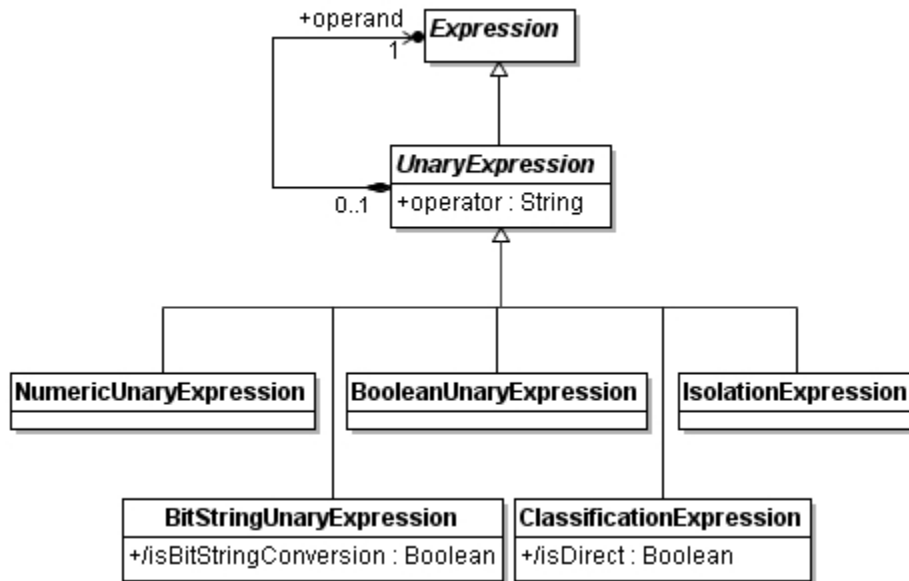 +operand
1
Expression
UnaryExpression
+operator : String
0..1
NumericUnaryExpression
BooleanUnaryExpression
IsolationExpression
BitStringUnaryExpression
+/isBitStringConversion : Boolean
ClassificationExpression
+/isDirect : Boolean